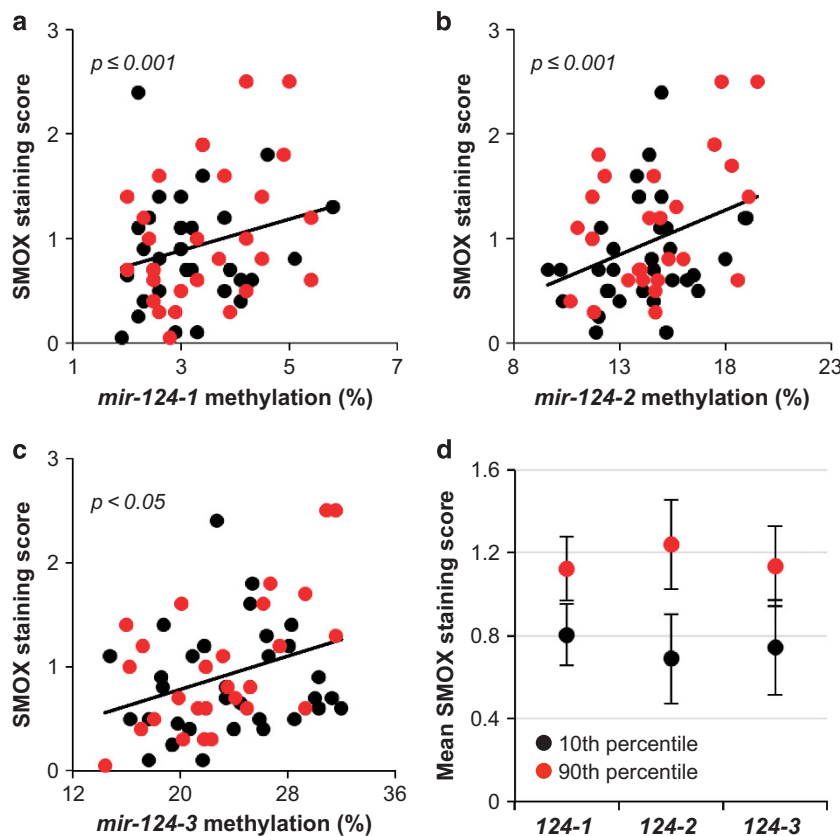 a
3
2
1
0
SMOX staining score
p ≤ 0.001
1
3
5
7
mir-124-1 methylation (%)
b
3
2
1
0
SMOX staining score
p ≤ 0.001
8
13
18
23
mir-124-2 methylation (%)
c
3
2
1
0
SMOX staining score
p < 0.05
12
20
28
36
mir-124-3 methylation (%)
d
1.6
1.2
0.8
0.4
0
Mean SMOX staining score
10th percentile
90th percentile
124-1
124-2
124-3